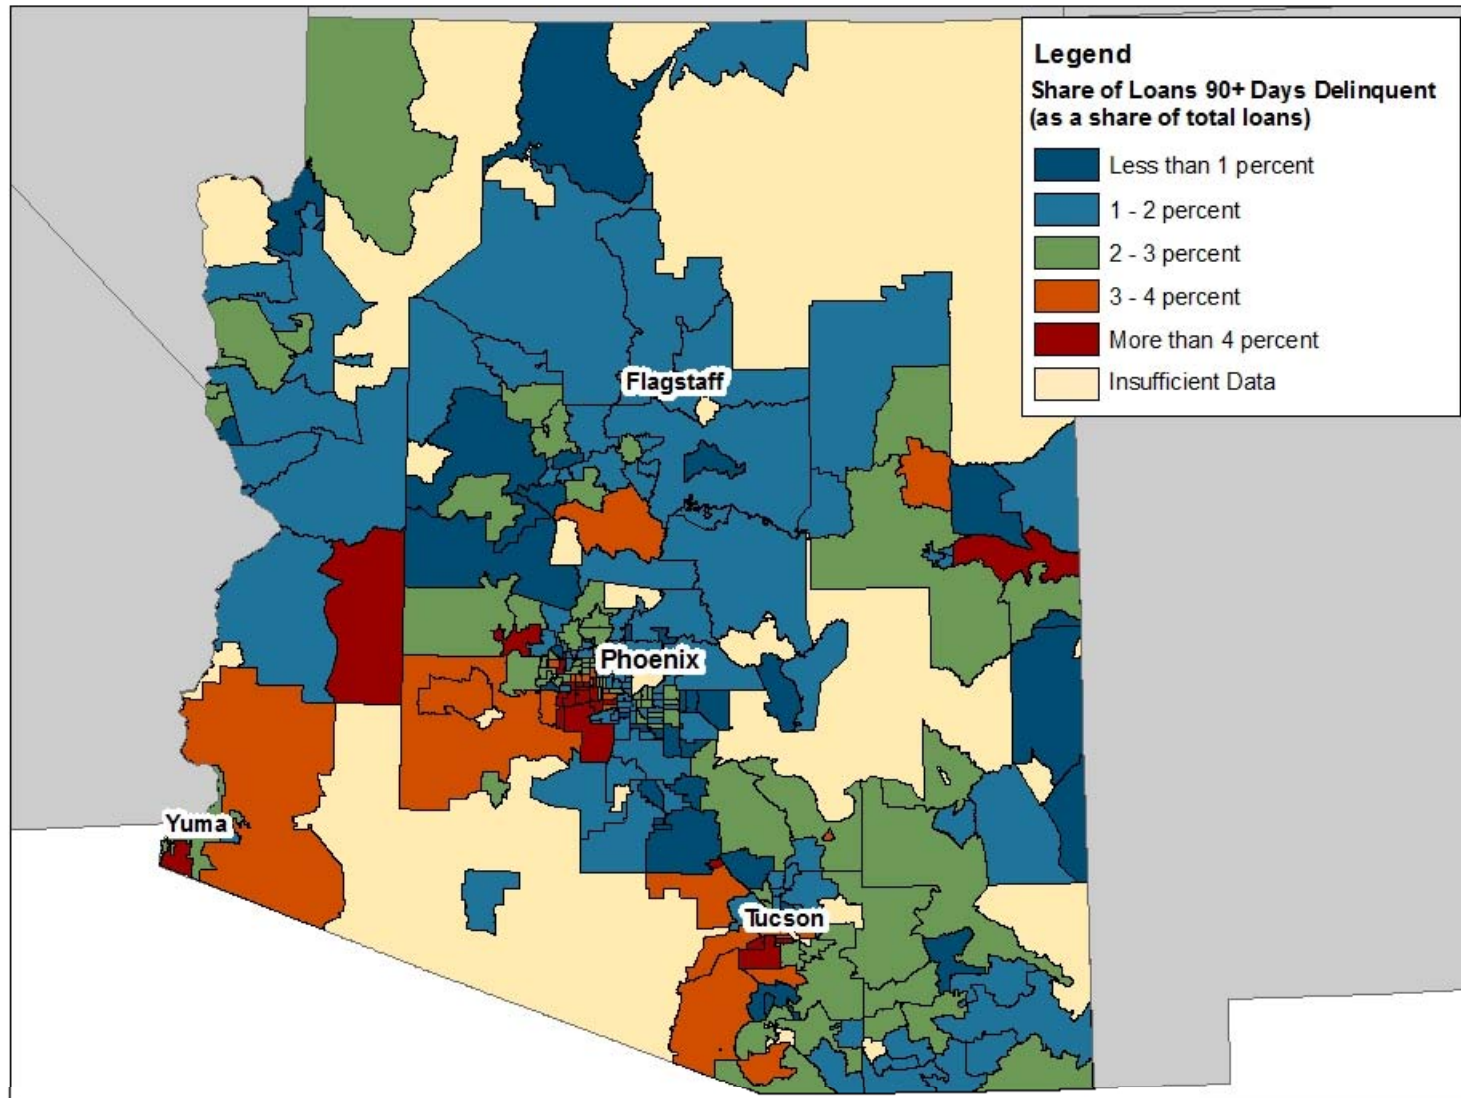 Legend
Share of Loans 90+ Days Delinquent
(as a share of total loans)
Less than 1 percent
1 - 2 percent
2 - 3 percent
3 - 4 percent
More than 4 percent
Insufficient Data
Flagstaff
Phoenix
Yuma
Tucson